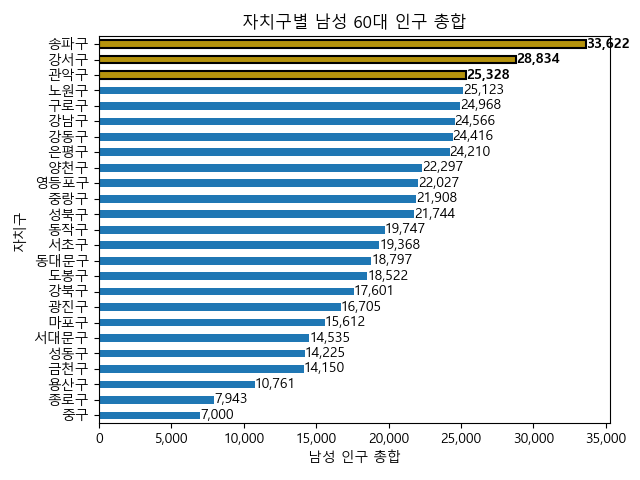 자치구별 남성 60대 인구 총합
송파구 33,622
강서구 28,834
관악구 25,328
노원구 25,123
구로구 24,968
강남구 24,566
강동구 24,416
은평구 24,210
양천구 22,297
영등포구 22,027
중랑구 21,908
성북구 21,744
동작구 19,747
서초구 19,368
동대문구 18,797
도봉구 18,522
강북구 17,601
광진구 16,705
마포구 15,612
서대문구 14,535
성동구 14,225
금천구 14,150
용산구 10,761
종로구 7,943
중구 7,000
자치구
0 5,000 10,000 15,000 20,000 25,000 30,000 35,000
남성 인구 총합